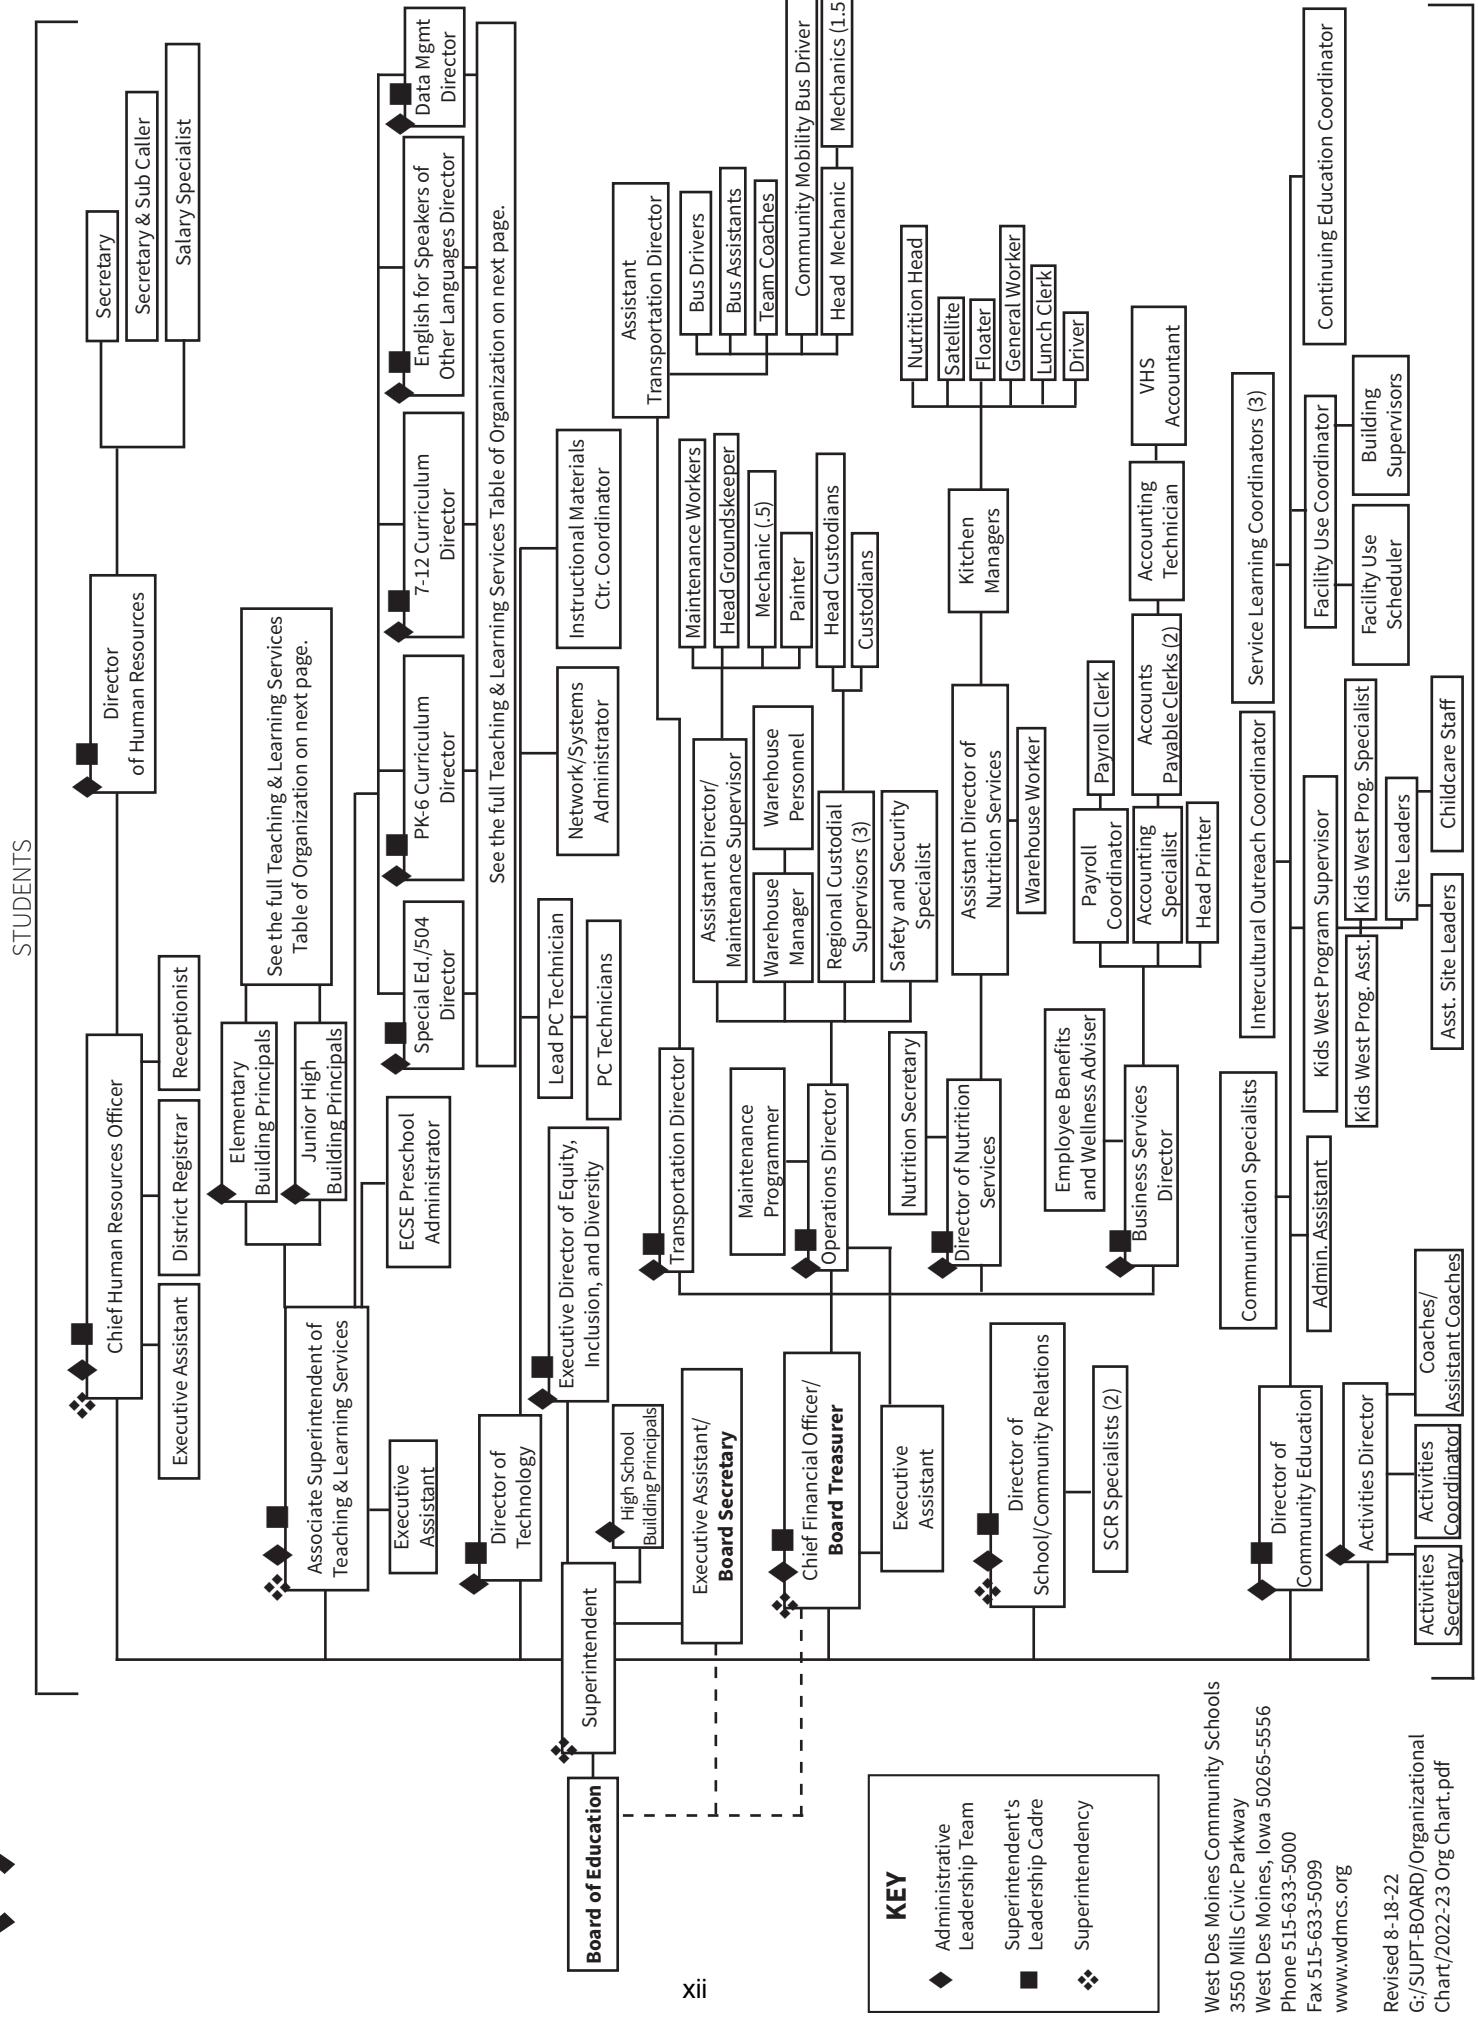 STUDENTS
Board of Education
Superintendent
Chief Human Resources Officer
Executive Assistant
District Registrar
Receptionist
Director
of Human Resources
Secretary
Secretary & Sub Caller
Salary Specialist
Associate Superintendent of
Teaching & Learning Services
Executive
Assistant
Elementary
Building Principals
Junior High
Building Principals
See the full Teaching & Learning Services
Table of Organization on next page.
ECSE Preschool
Administrator
Special Ed./504
Director
PK-6 Curriculum
Director
7-12 Curriculum
Director
English for Speakers of
Other Languages Director
Data Mgmt
Director
See the full Teaching & Learning Services Table of Organization on next page.
Director of
Technology
Lead PC Technician
PC Technicians
Network/Systems
Administrator
Instructional Materials
Ctr. Coordinator
Executive Director of Equity,
Inclusion, and Diversity
High School
Building Principals
Executive Assistant/
Board Secretary
Chief Financial Officer/
Board Treasurer
Executive
Assistant
Transportation Director
Assistant
Transportation Director
Bus Drivers
Bus Assistants
Team Coaches
Community Mobility Bus Driver
Head Mechanic
Mechanics (1.5
Maintenance
Programmer
Operations Director
Assistant Director/
Maintenance Supervisor
Maintenance Workers
Head Groundskeeper
Mechanic (.5)
Painter
Warehouse
Manager
Warehouse
Personnel
Regional Custodial
Supervisors (3)
Head Custodians
Custodians
Safety and Security
Specialist
Nutrition Secretary
Director of Nutrition
Services
Assistant Director of
Nutrition Services
Warehouse Worker
Kitchen
Managers
Nutrition Head
Satellite
Floater
General Worker
Lunch Clerk
Driver
Employee Benefits
and Wellness Adviser
Business Services
Director
Payroll
Coordinator
Payroll Clerk
Accounting
Specialist
Accounts
Payable Clerks (2)
Accounting
Technician
VHS
Accountant
Head Printer
Director of
School/Community Relations
SCR Specialists (2)
Director of
Community Education
Communication Specialists
Admin. Assistant
Intercultural Outreach Coordinator
Kids West Program Supervisor
Kids West Prog. Asst.
Kids West Prog. Specialist
Site Leaders
Asst. Site Leaders
Childcare Staff
Service Learning Coordinators (3)
Facility Use Coordinator
Facility Use
Scheduler
Building
Supervisors
Continuing Education Coordinator
Activities Director
Activities
Secretary
Activities
Coordinator
Coaches/
Assistant Coaches
KEY
Administrative
Leadership Team
Superintendent's
Leadership Cadre
Superintendency
West Des Moines Community Schools
3550 Mills Civic Parkway
West Des Moines, Iowa 50265-5556
Phone 515-633-5000
Fax 515-633-5099
www.wdmcs.org
Revised 8-18-22
G:/SUPT-BOARD/Organizational
Chart/2022-23 Org Chart.pdf
xii